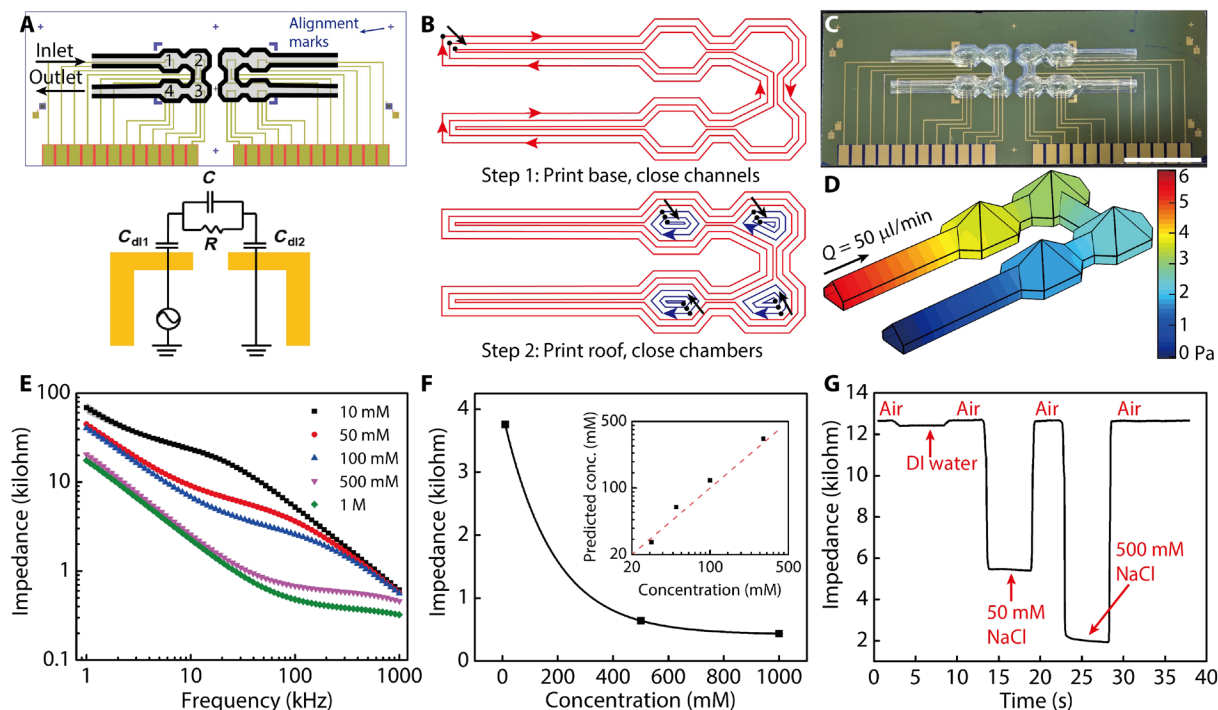 A
Alignment
marks
Inlet
Outlet
1 2
4 3
C
R
Cdl1
Cdl2
B
Step 1: Print base, close channels
Step 2: Print roof, close chambers
C
D
Q = 50 μl/min
6
5
4
3
2
1
0 Pa
E
Impedance (kilohm)
100
10
1
0.1
10 mM
50 mM
100 mM
500 mM
1 M
1 10 100 1000
Frequency (kHz)
F
Impedance (kilohm)
4
3
2
1
0
Predicted conc. (mM)
500
100
20
20 100 500
Concentration (mM)
0 200 400 600 800 1000
Concentration (mM)
G
Impedance (kilohm)
14
12
10
8
6
4
2
Air Air Air Air
DI water
50 mM
NaCl
500 mM
NaCl
0 5 10 15 20 25 30 35 40
Time (s)